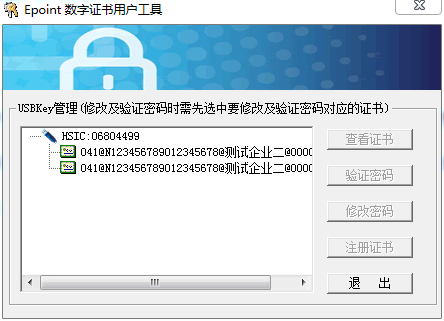 Epoint 数字证书用户工具
USBKey管理(修改及验证密码时需先选中要修改及验证密码对应的证书)
HSIC:06804499
041@N123456789012345678@测试企业二@0000
041@N123456789012345678@测试企业二@0000
查看证书
验证密码
修改密码
注册证书
退 出